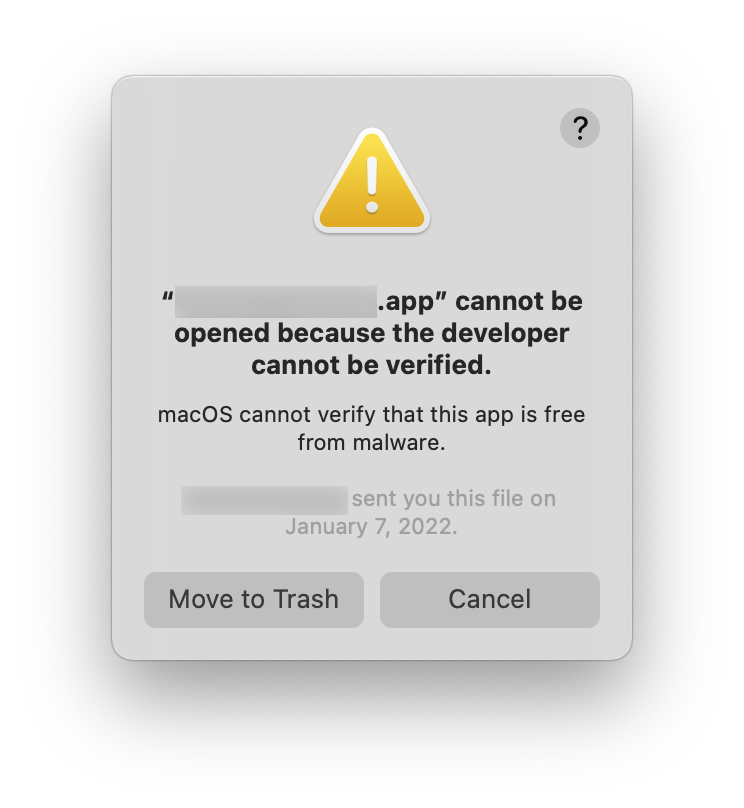 ?
“ .app” cannot be
opened because the developer
cannot be verified.
macOS cannot verify that this app is free
from malware.
sent you this file on
January 7, 2022.
Move to Trash
Cancel